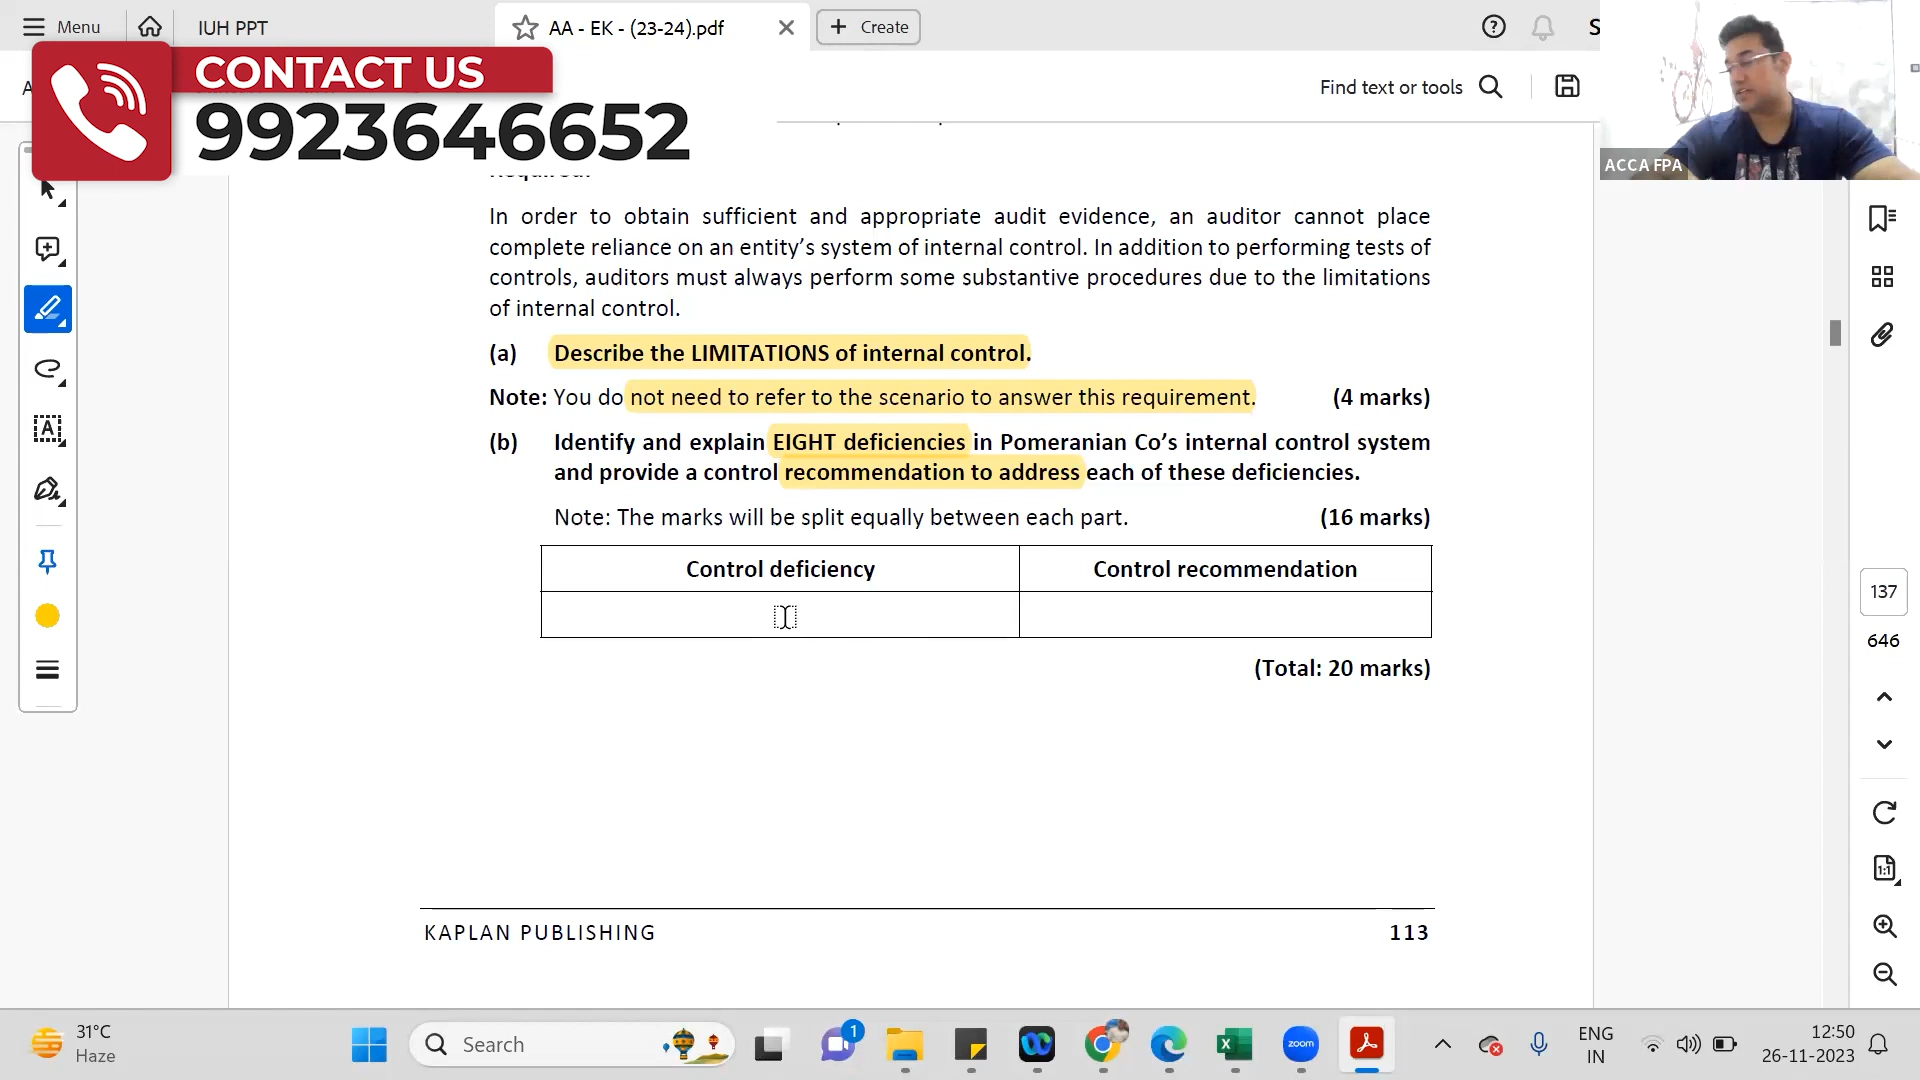 Menu
IUH PPT
AA - EK - (23-24).pdf
Create
CONTACT US
9923646652
Find text or tools
ACCA FPA
In order to obtain sufficient and appropriate audit evidence, an auditor cannot place
complete reliance on an entity's system of internal control. In addition to performing tests of
controls, auditors must always perform some substantive procedures due to the limitations
of internal control.
(a) Describe the LIMITATIONS of internal control.
Note: You do not need to refer to the scenario to answer this requirement. (4 marks)
(b) Identify and explain EIGHT deficiencies in Pomeranian Co's internal control system
and provide a control recommendation to address each of these deficiencies.
Note: The marks will be split equally between each part. (16 marks)
Control deficiency Control recommendation
(Total: 20 marks)
KAPLAN PUBLISHING 113
137
646
1:1
31°C
Haze
Search
1
zoom
ENG
IN
12:50
26-11-2023